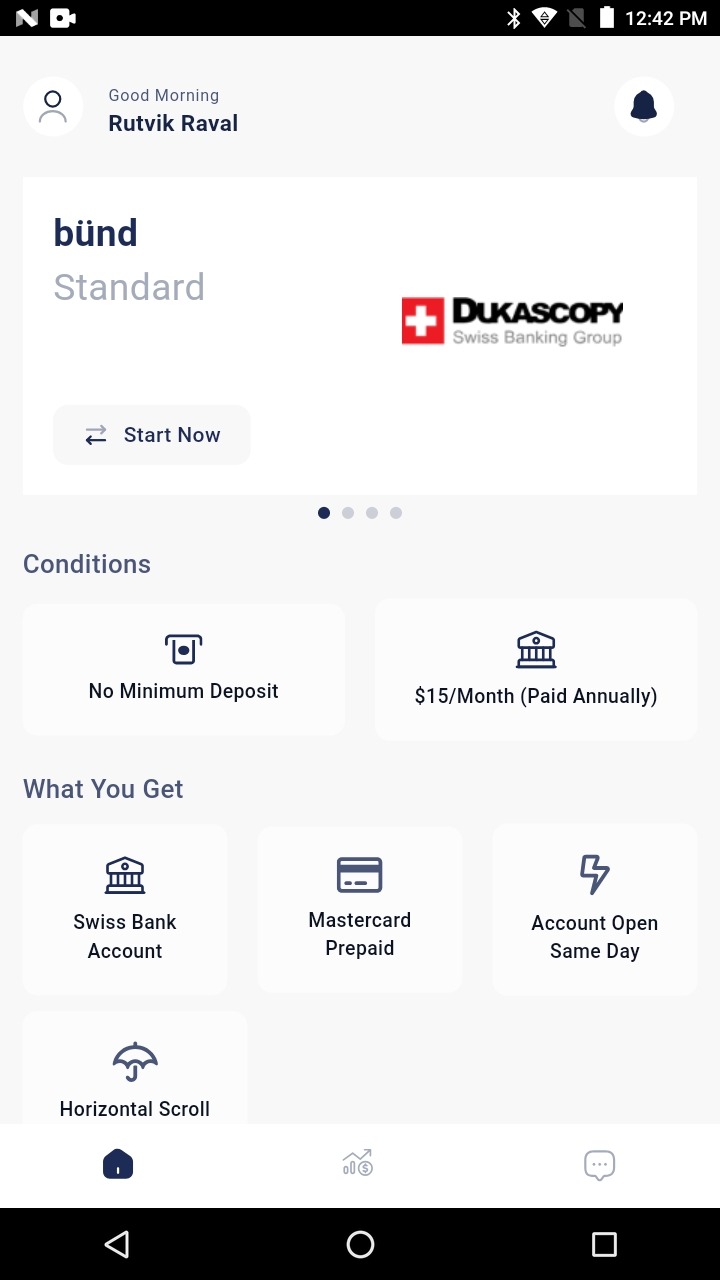 12:42 PM
Good Morning
Rutvik Raval
bünd
Standard
DUKASCOPY
Swiss Banking Group
Start Now
Conditions
No Minimum Deposit
$15/Month (Paid Annually)
What You Get
Swiss Bank
Account
Mastercard
Prepaid
Account Open
Same Day
Horizontal Scroll